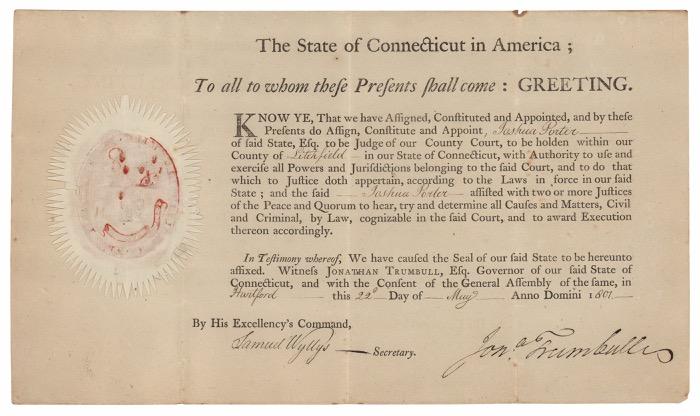 The State of Connecticut in America;
To all to whom theſe Preſents ſhall come: GREETING.
KNOW YE, That we have Aſſigned, Conſtituted and Appointed, and by theſe
Preſents do Aſſign, Conſtitute and Appoint, Joshua Porter
of ſaid State, Eſq. to be Judge of our County Court, to be holden within our
County of Litchfield in our State of Connecticut, with Authority to uſe and
exerciſe all Powers and Juriſdictions belonging to the ſaid Court, and to do that
which to Juſtice doth appertain, according to the Laws in force in our ſaid
State; and the ſaid Joshua Porter aſſiſted with two or more Juſtices
of the Peace and Quorum to hear, try and determine all Cauſes and Matters, Civil
and Criminal, by Law, cognizable in the ſaid Court, and to award Execution
thereon accordingly.
In Teſtimony whereof, We have cauſed the Seal of our ſaid State to be hereunto
affixed. Witneſs JONATHAN TRUMBULL, Eſq. Governor of our ſaid State of
Connecticut, and with the Conſent of the General Aſſembly of the ſame, in
Hartford this 22d Day of May Anno Domini 1801
By His Excellency's Command,
Samuel Wyllys Secretary.
Jonath Trumbull